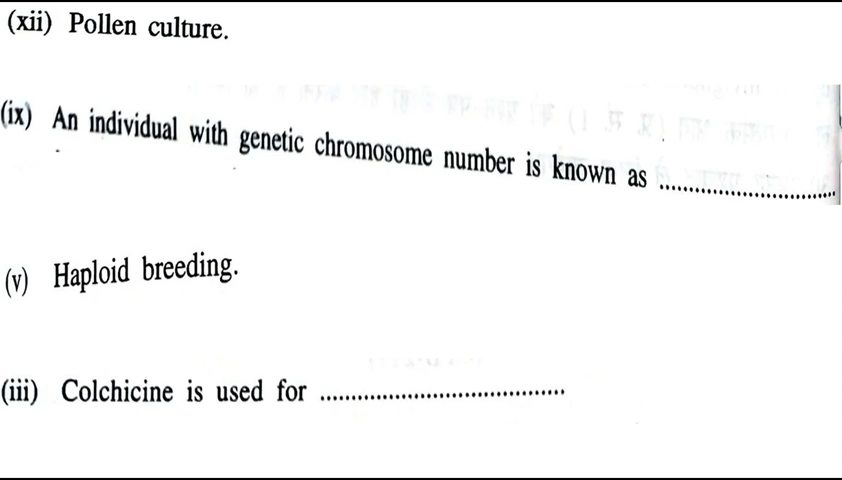 (xii) Pollen culture.
(ix) An individual with genetic chromosome number is known as ..............................
(v) Haploid breeding.
(iii) Colchicine is used for ........................................